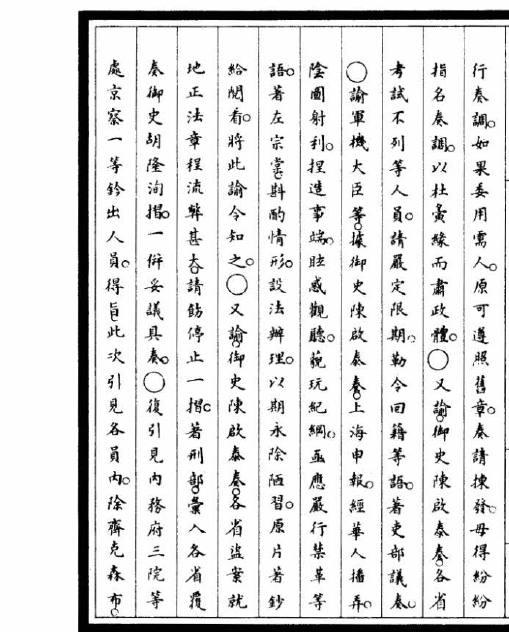 行奏調。如果委用需人。原可遵照舊章。奏請揀發。毋得紛紛
指名奏調。以杜夤緣而肅政體。○又諭。御史陳啟泰奏。各省
考試不列等人員。請嚴定限期。勒令回籍等語。著吏部議奏。
○諭軍機大臣等。據御史陳啟泰奏。上海申報。經華人播弄。
陰圖射利。捏造事端。眩惑觀聽。藐玩紀綱。亟應嚴行禁革等
語。著左宗棠。斟酌情形。設法辦理。以期永除陋習。原片著鈔
給閱看。將此諭令知之。○又諭。御史陳啟泰奏。各省盜案就
地正法章程流弊甚大。請飭停止一摺。著刑部。彙入各省覆
奏御史胡隆洵摺。一併妥議具奏。○復引見內務府三院等
處京察一等鈐出人員。得旨。此次引見各員內。除齊克森布。